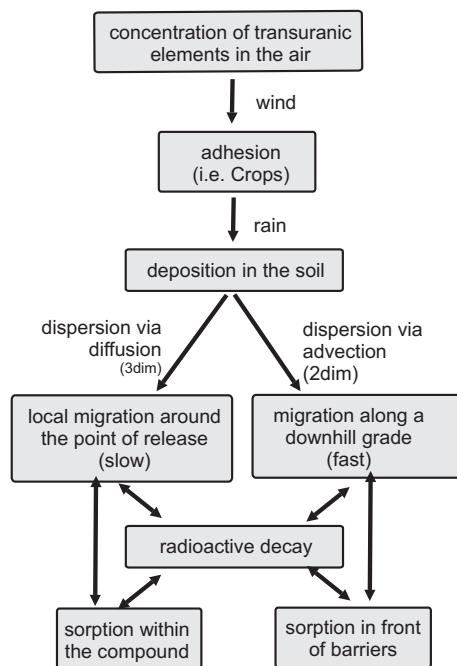 concentration of transuranic
elements in the air
wind
adhesion
(i.e. Crops)
rain
deposition in the soil
dispersion via
diffusion
(3dim)
dispersion via
advection
(2dim)
local migration around
the point of release
(slow)
migration along a
downhill grade
(fast)
radioactive decay
sorption within
the compound
sorption in front
of barriers